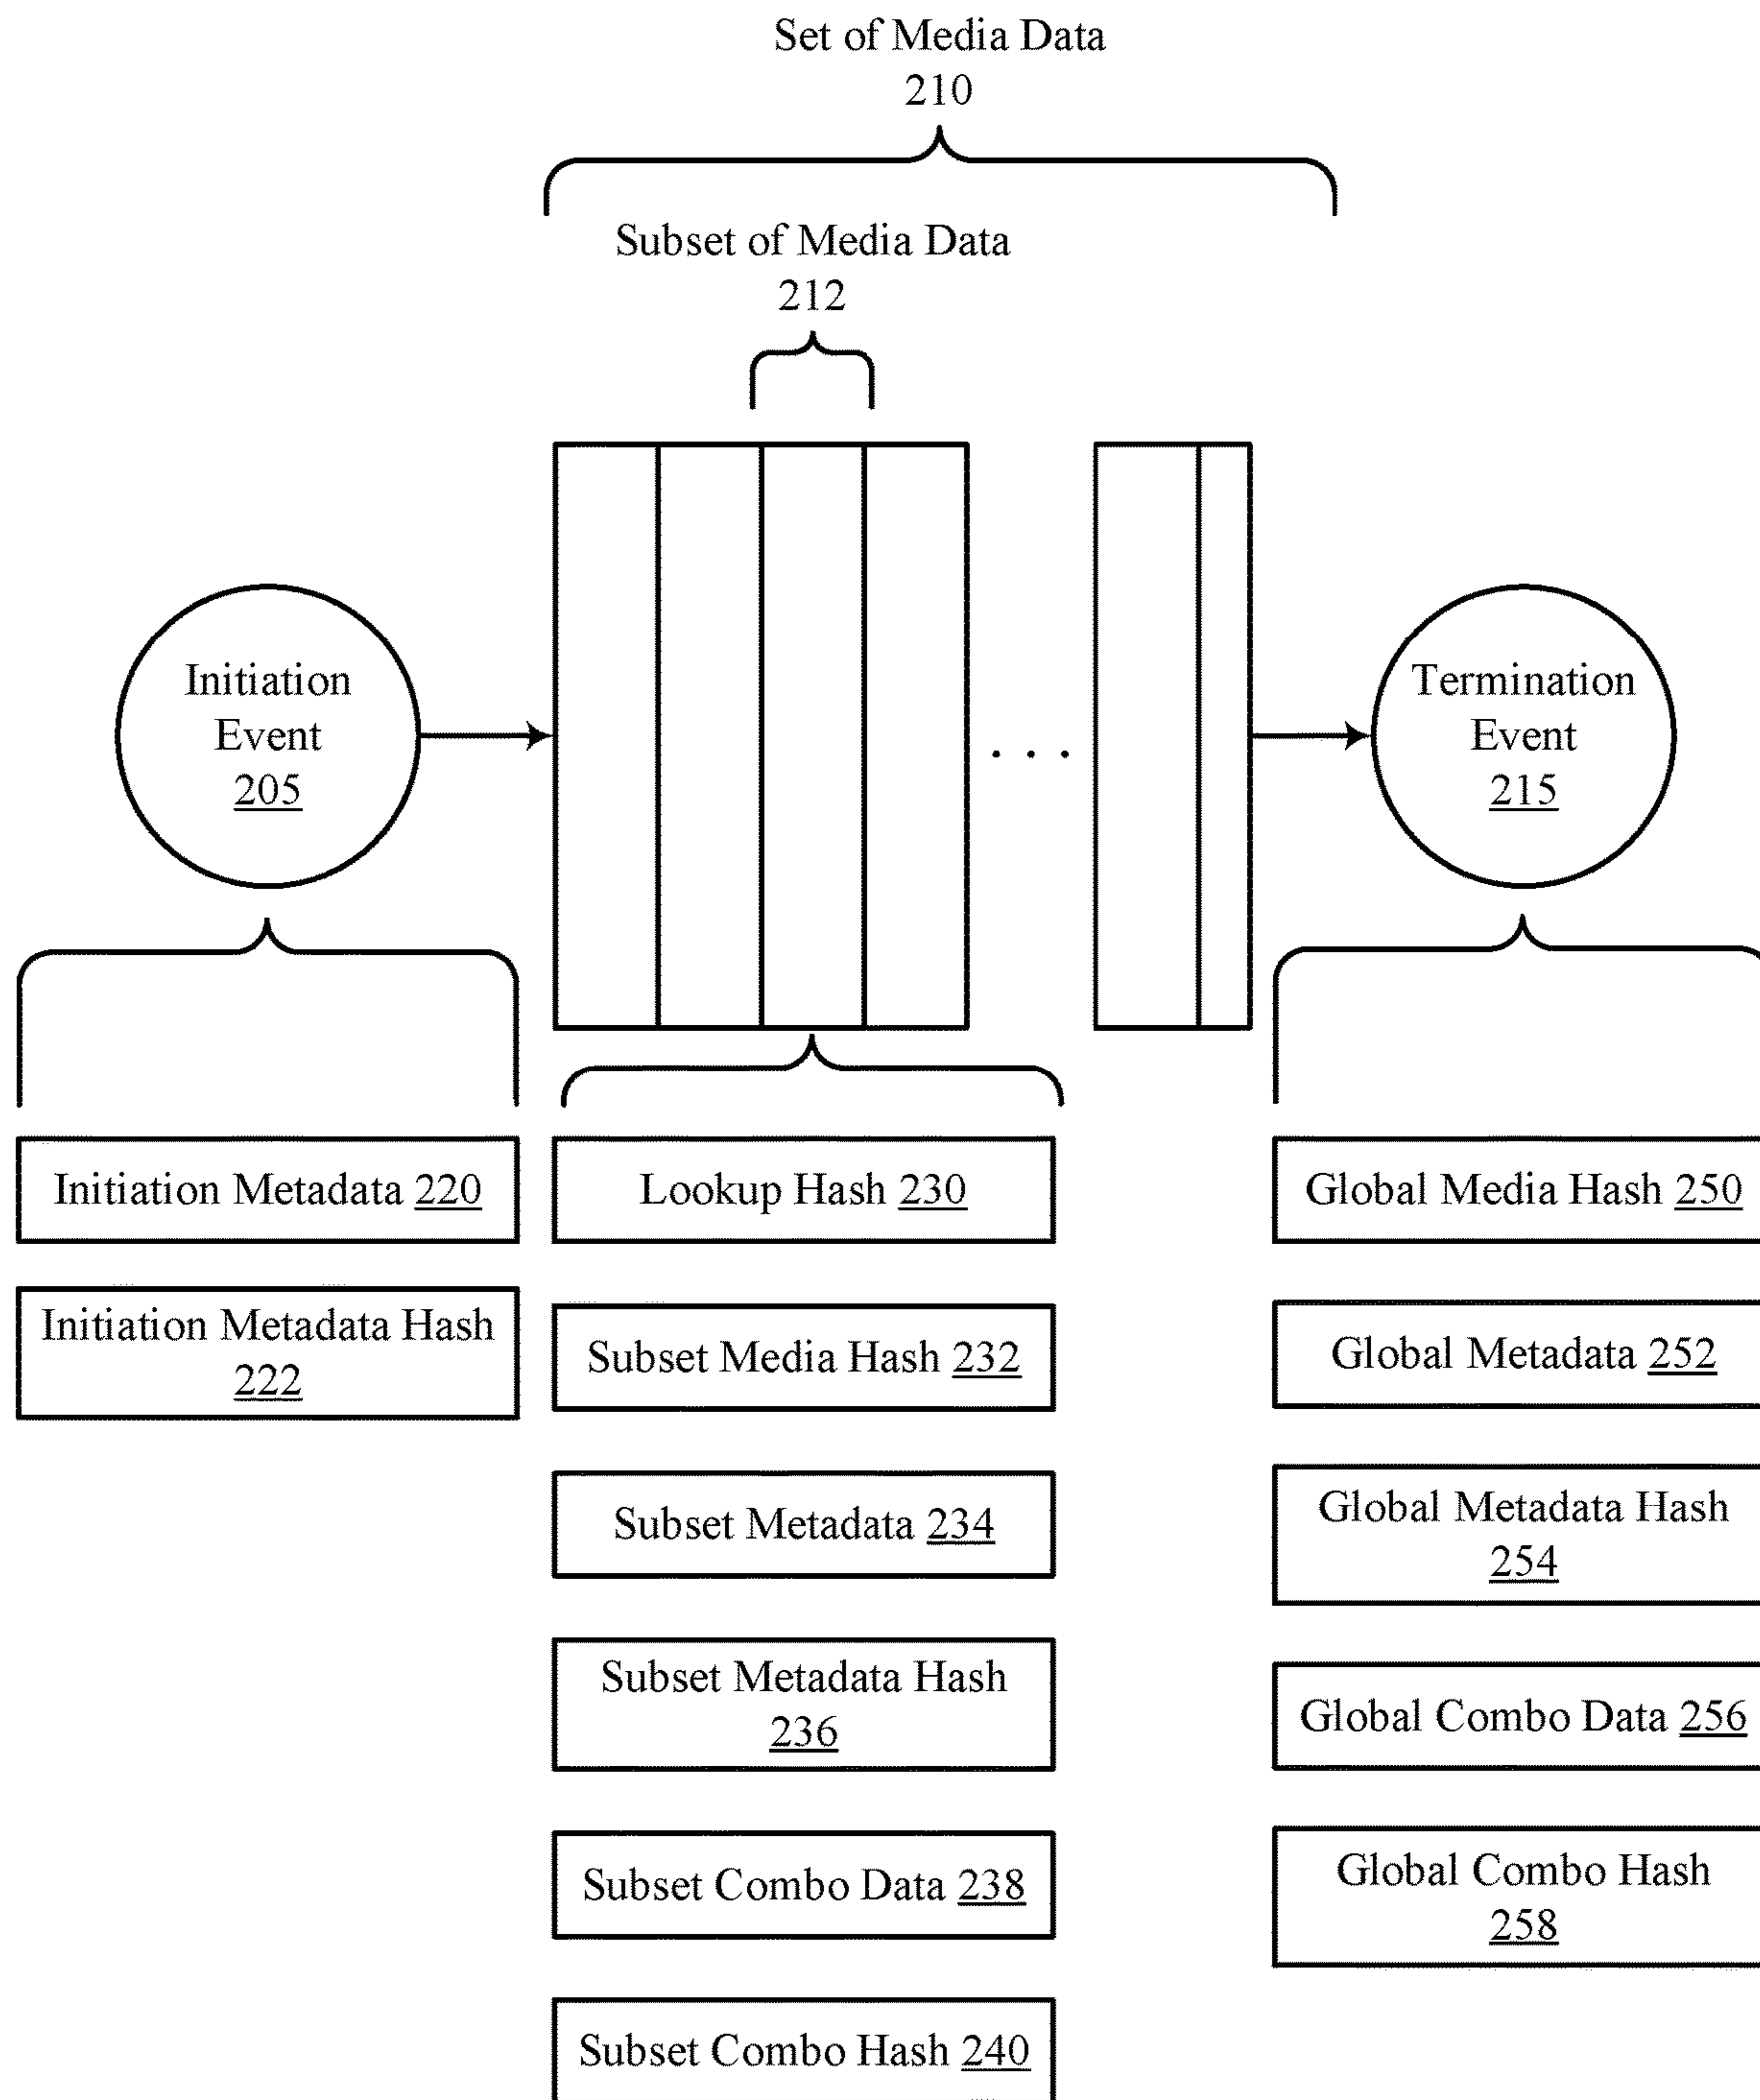 Set of Media Data
210
Subset of Media Data
212
Initiation
Event
205
. . .
Termination
Event
215
Initiation Metadata 220
Initiation Metadata Hash
222
Lookup Hash 230
Subset Media Hash 232
Subset Metadata 234
Subset Metadata Hash
236
Subset Combo Data 238
Subset Combo Hash 240
Global Media Hash 250
Global Metadata 252
Global Metadata Hash
254
Global Combo Data 256
Global Combo Hash
258